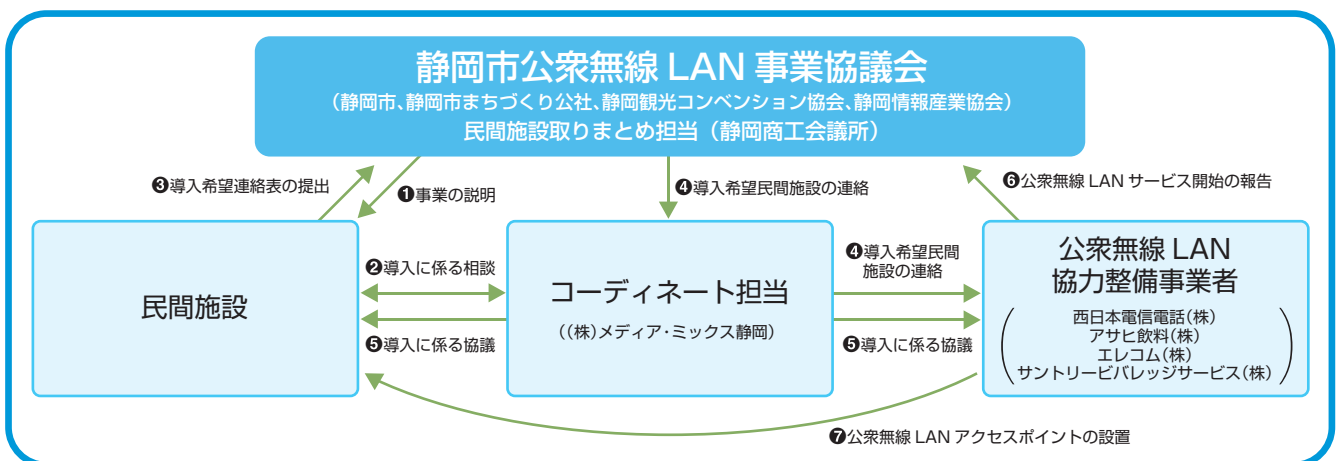 静岡市公衆無線 LAN 事業協議会
（静岡市、静岡市まちづくり公社、静岡観光コンベンション協会、静岡情報産業協会）
民間施設取りまとめ担当（静岡商工会議所）
❸導入希望連絡表の提出
❶事業の説明
❹導入希望民間施設の連絡
❻公衆無線 LAN サービス開始の報告
民間施設
❷導入に係る相談
❺導入に係る協議
コーディネート担当
（(株)メディア・ミックス静岡）
❹導入希望民間
施設の連絡
❺導入に係る協議
公衆無線 LAN
協力整備事業者
西日本電信電話(株)
アサヒ飲料(株)
エレコム(株)
サントリービバレッジサービス(株)
❼公衆無線 LAN アクセスポイントの設置